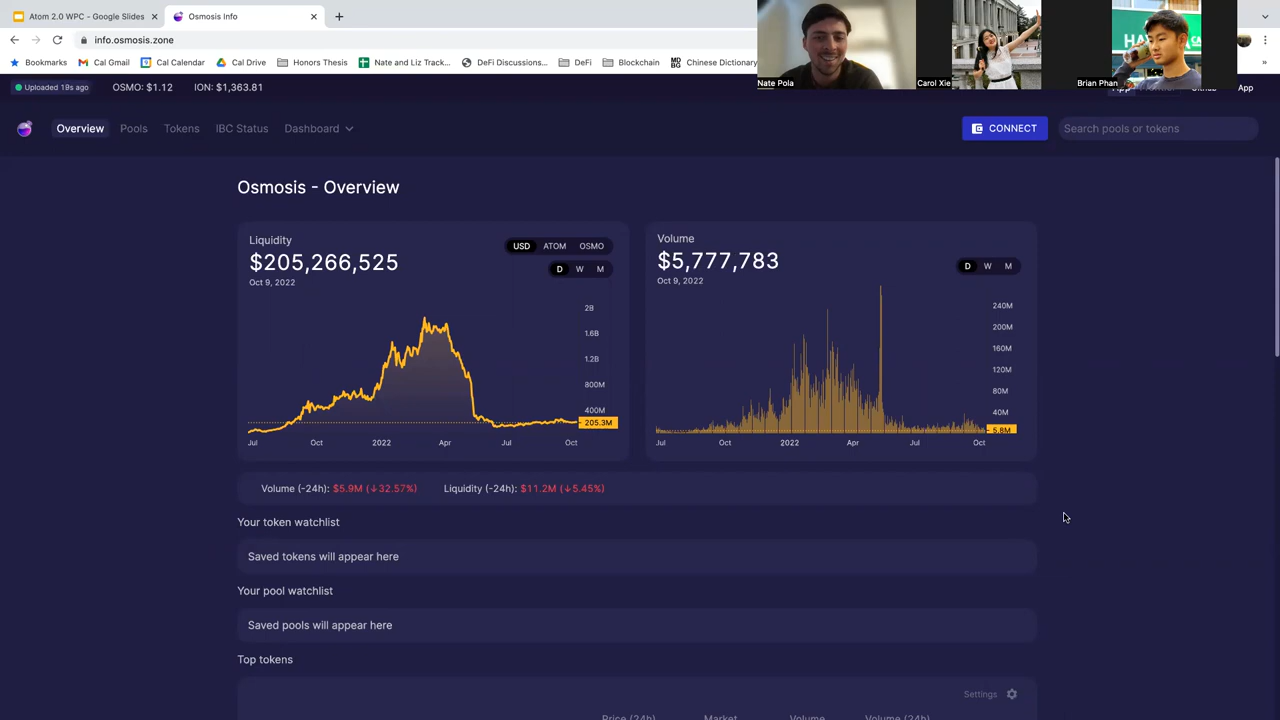 Atom 2.0 WPC - Google Slides
Osmosis Info
info.osmosis.zone
Bookmarks Cal Gmail Cal Calendar Cal Drive Honors Thesis Nate and Liz Track... DeFi Discussions... DeFi Blockchain Chinese Dictionary
Nate Pola
Carol Xie
Brian Phan
Uploaded 19s ago OSMO: $1.12 ION: $1,363.81
App
Overview Pools Tokens IBC Status Dashboard
CONNECT
Search pools or tokens
Osmosis - Overview
Liquidity
$205,266,525
Oct 9, 2022
USD ATOM OSMO
D W M
2B
1.6B
1.2B
800M
400M
205.3M
Jul Oct 2022 Apr Jul Oct
Volume
$5,777,783
Oct 9, 2022
D W M
240M
200M
160M
120M
80M
40M
5.8M
Jul Oct 2022 Apr Jul Oct
Volume (-24h): $5.9M (↓32.57%) Liquidity (-24h): $11.2M (↓5.45%)
Your token watchlist
Saved tokens will appear here
Your pool watchlist
Saved pools will appear here
Top tokens
Settings
Price (24h) Market Volume Volume (24h)